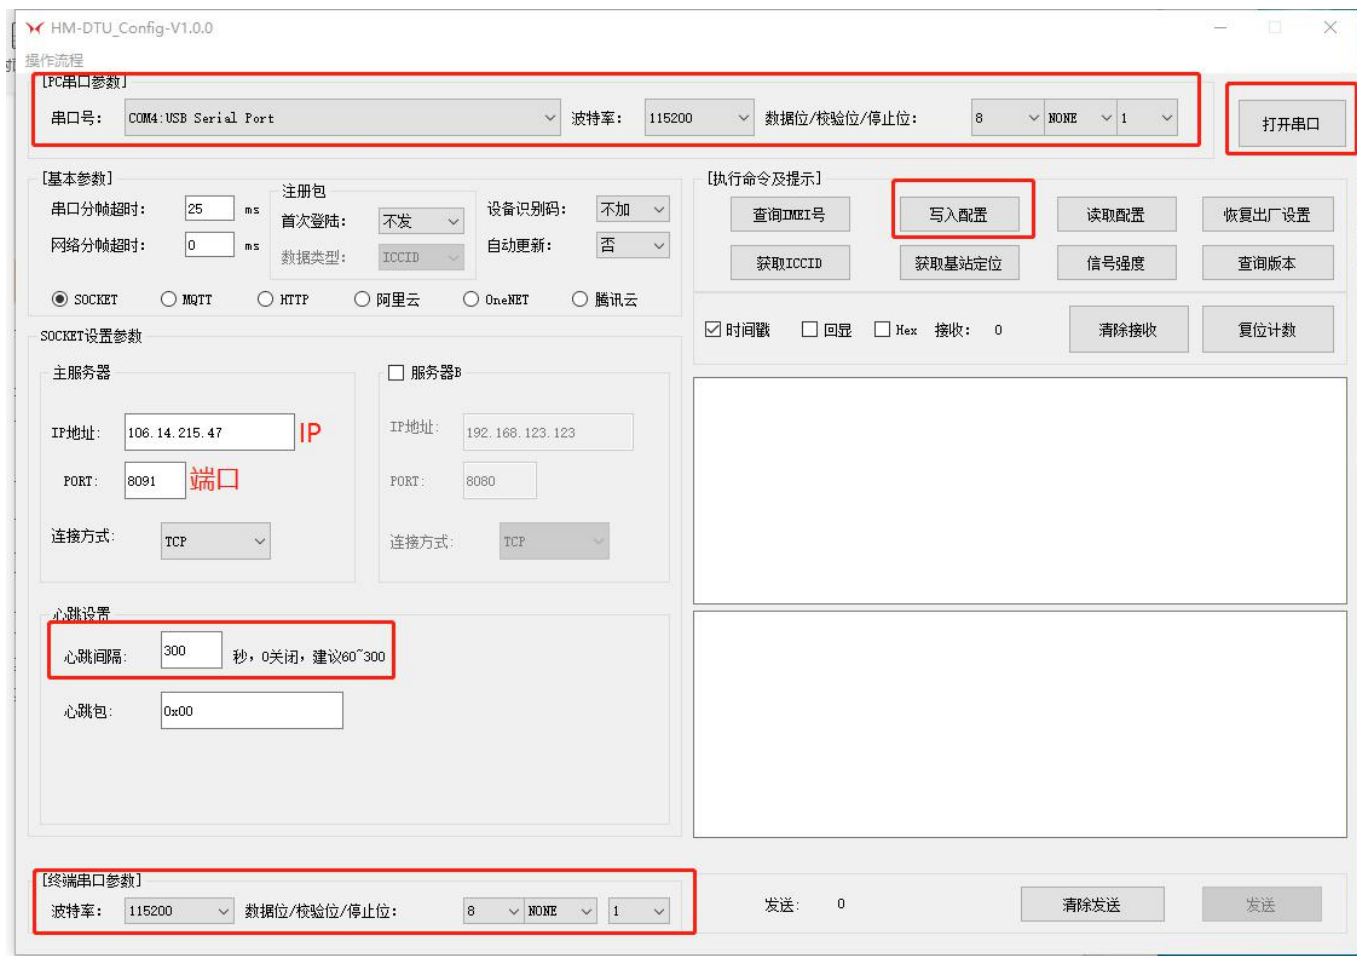 HM-DTU_Config-V1.0.0
操作流程
[PC串口参数]
串口号： COM4:USB Serial Port 波特率： 115200 数据位/校验位/停止位： 8 NONE 1 打开串口
[基本参数]
串口分帧超时： 25 ms
网络分帧超时： 0 ms
注册包
首次登陆： 不发
数据类型： ICCID
设备识别码： 不加
自动更新： 否
SOCKET MQTT HTTP 阿里云 OneNET 腾讯云
[执行命令及提示]
查询IMEI号 写入配置 读取配置 恢复出厂设置
获取ICCID 获取基站定位 信号强度 查询版本
时间戳 回显 Hex 接收： 0 清除接收 复位计数
SOCKET设置参数
主服务器
IP地址: 106.14.215.47 IP
PORT: 8091 端口
连接方式: TCP
服务器B
IP地址: 192.168.123.123
PORT: 8080
连接方式: TCP
心跳设置
心跳间隔: 300 秒，0关闭，建议60~300
心跳包: 0x00
[终端串口参数]
波特率： 115200 数据位/校验位/停止位： 8 NONE 1
发送： 0 清除发送 发送